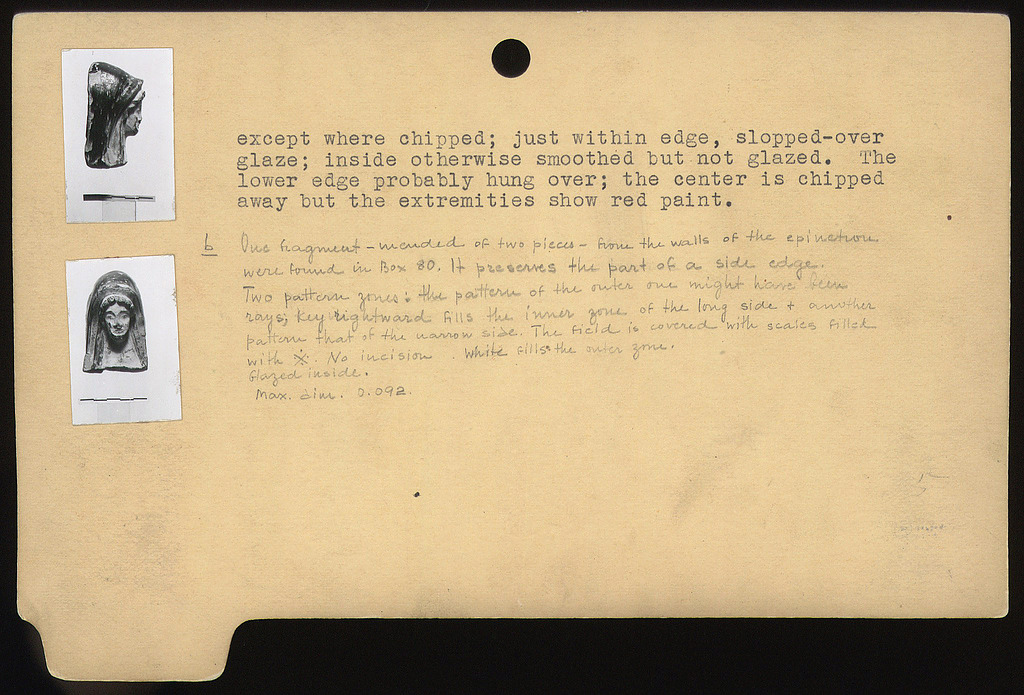 except where chipped; just within edge, slopped-over
glaze; inside otherwise smoothed but not glazed. The
lower edge probably hung over; the center is chipped
away but the extremities show red paint.
b One fragment - mended of two pieces - from the walls of the epinetron
were found in Box 80. It preserves the part of a side edge.
Two pattern zones: the pattern of the outer one might have been
rays; key rightward fills the inner zone of the long side + another
pattern that of the narrow side. The field is covered with scales filled
with ※. No incision. White fills the outer zone.
Glazed inside.
Max. dim. 0.092.